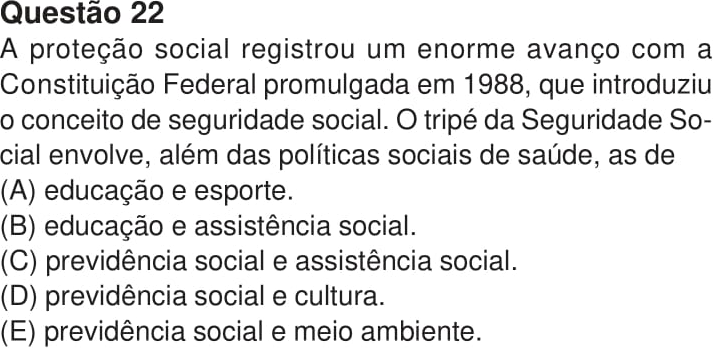 Questão 22
A proteção social registrou um enorme avanço com a
Constituição Federal promulgada em 1988, que introduziu
o conceito de seguridade social. O tripé da Seguridade So-
cial envolve, além das políticas sociais de saúde, as de
(A) educação e esporte.
(B) educação e assistência social.
(C) previdência social e assistência social.
(D) previdência social e cultura.
(E) previdência social e meio ambiente.